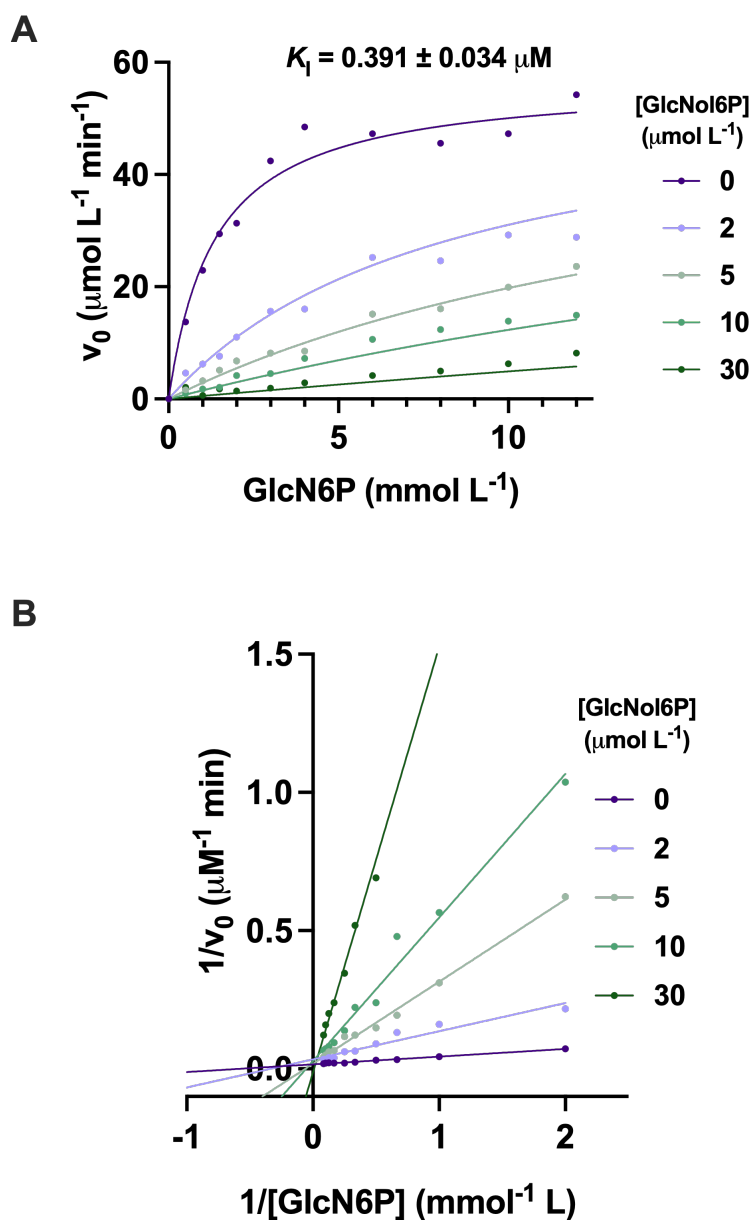 A
K_I = 0.391 ± 0.034 μM
v₀ (μmol L⁻¹ min⁻¹)
60
40
20
0
0
5
10
GlcN6P (mmol L⁻¹)
[GlcNol6P]
(μmol L⁻¹)
0
2
5
10
30
B
1/v₀ (μM⁻¹ min)
1.5
1.0
0.5
0.0
-1
0
1
2
1/[GlcN6P] (mmol⁻¹ L)
[GlcNol6P]
(μmol L⁻¹)
0
2
5
10
30